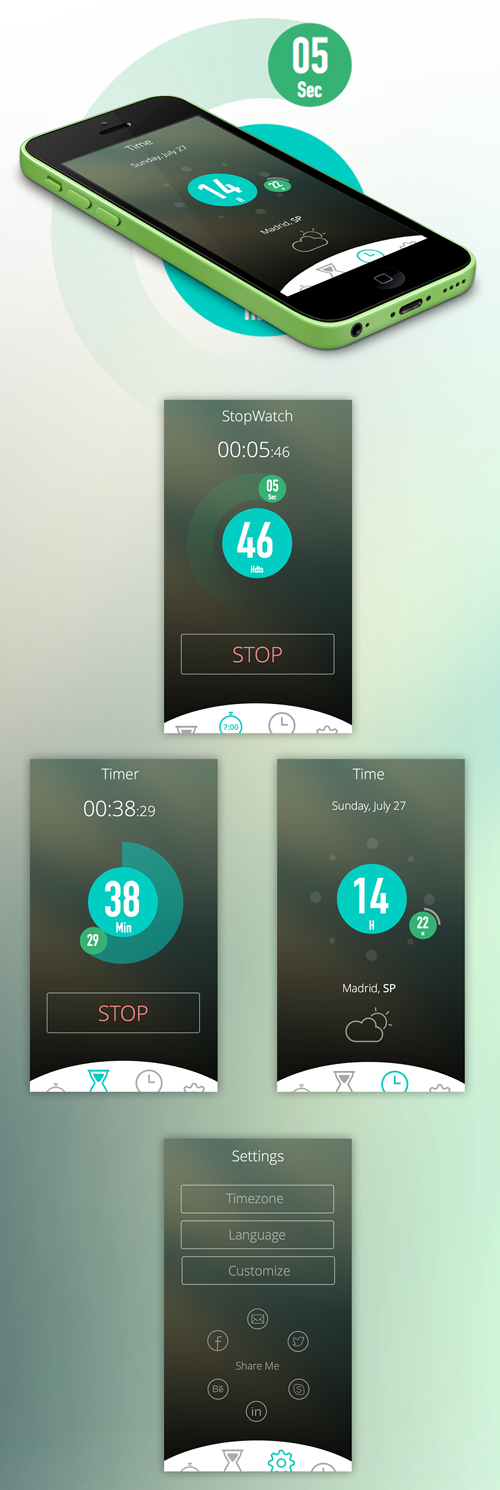 05
Sec
Time
Sunday, July 27
14
H
22
Madrid, SP
StopWatch
00:05:46
05
Sec
46
Hdts
STOP
7:00
Timer
00:38:29
38
Min
29
STOP
Time
Sunday, July 27
14
H
22
M
Madrid, SP
Settings
Timezone
Language
Customize
f
Share Me
Bē
S
in